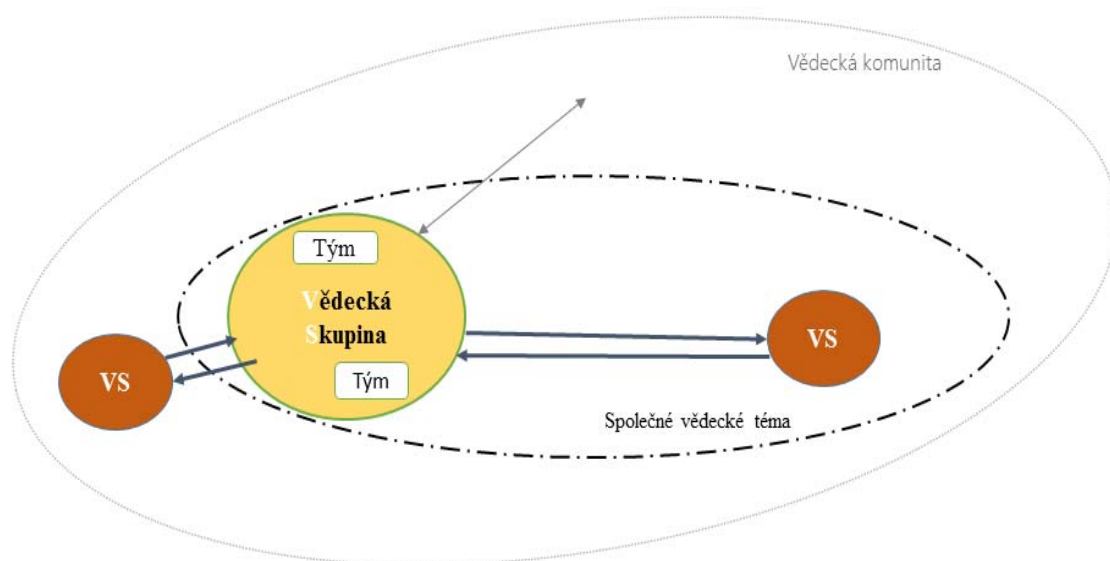 Vědecká komunita
Tým
Vědecká
Skupina
Tým
VS
VS
Společné vědecké téma